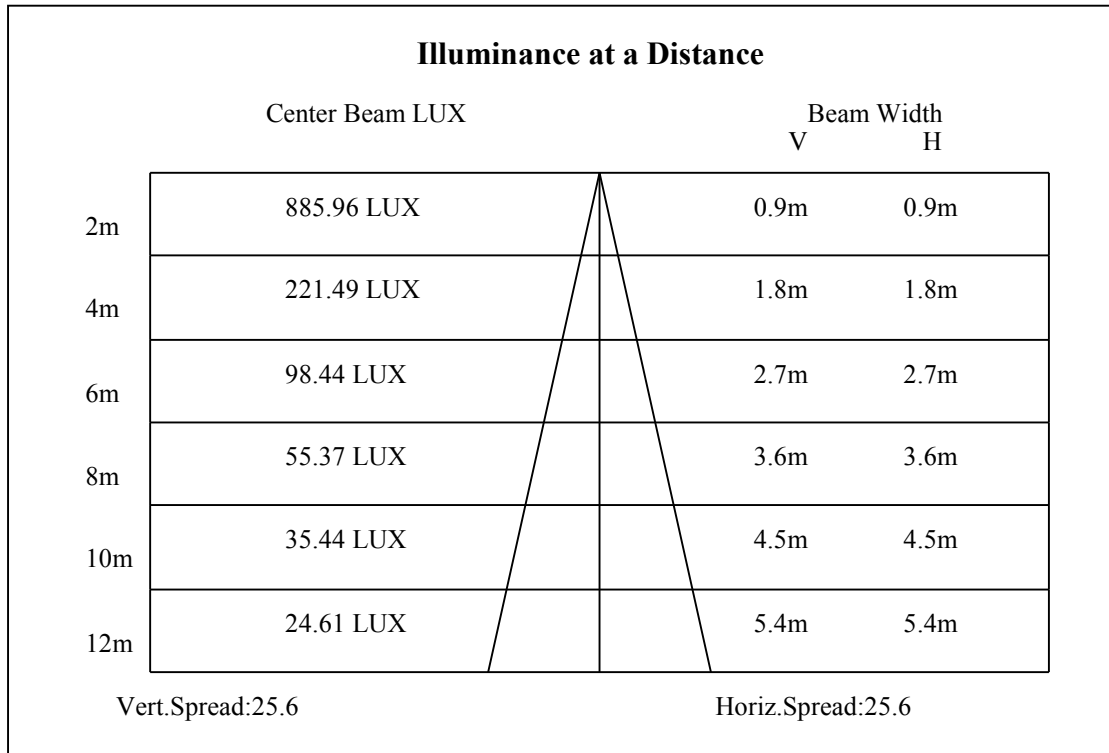 Illuminance at a Distance
Center Beam LUX Beam Width
V H
2m 885.96 LUX 0.9m 0.9m
4m 221.49 LUX 1.8m 1.8m
6m 98.44 LUX 2.7m 2.7m
8m 55.37 LUX 3.6m 3.6m
10m 35.44 LUX 4.5m 4.5m
12m 24.61 LUX 5.4m 5.4m
Vert.Spread:25.6 Horiz.Spread:25.6